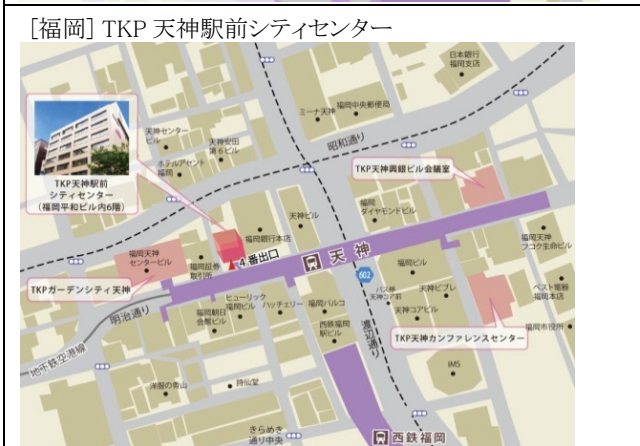 [福岡] TKP 天神駅前シティセンター
日本銀行
福岡支店
ミーナ天神
福岡中央郵便局
天神センター
ビル
天神安田
第6ビル
ホテルアセント
福岡
昭和通り
TKP天神駅前
シティセンター
(福岡平和ビル内6階)
TKP天神興銀ビル会議室
天神ビル
福岡
ダイヤモンドビル
福岡銀行本店
4番出口
天神
福岡天神
センタービル
福岡証券
取引所
福岡天神
フコク生命ビル
TKPガーデンシティ天神
602
福岡ビル
バス停
天神コア前
天神ビブレ
ベスト電器
福岡本店
ヒューリック
福岡ビル
ハッチェリー
福岡パルコ
天神コアビル
明治通り
福岡朝日
会館ビル
西鉄福岡
駅ビル
渡辺通り
福岡市役所
TKP天神カンファレンスセンター
地下鉄空港線
IMS
洋服の青山
詩仙堂
きらめき
通り中央
西鉄福岡